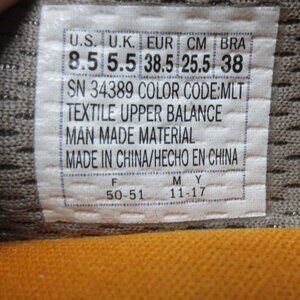 U.S. U.K. EUR CM BRA
8.5 5.5 38.5 25.5 38
SN 34389 COLOR CODE:MLT
TEXTILE UPPER BALANCE
MAN MADE MATERIAL
MADE IN CHINA/HECHO EN CHINA
F M Y
50-51 11-17